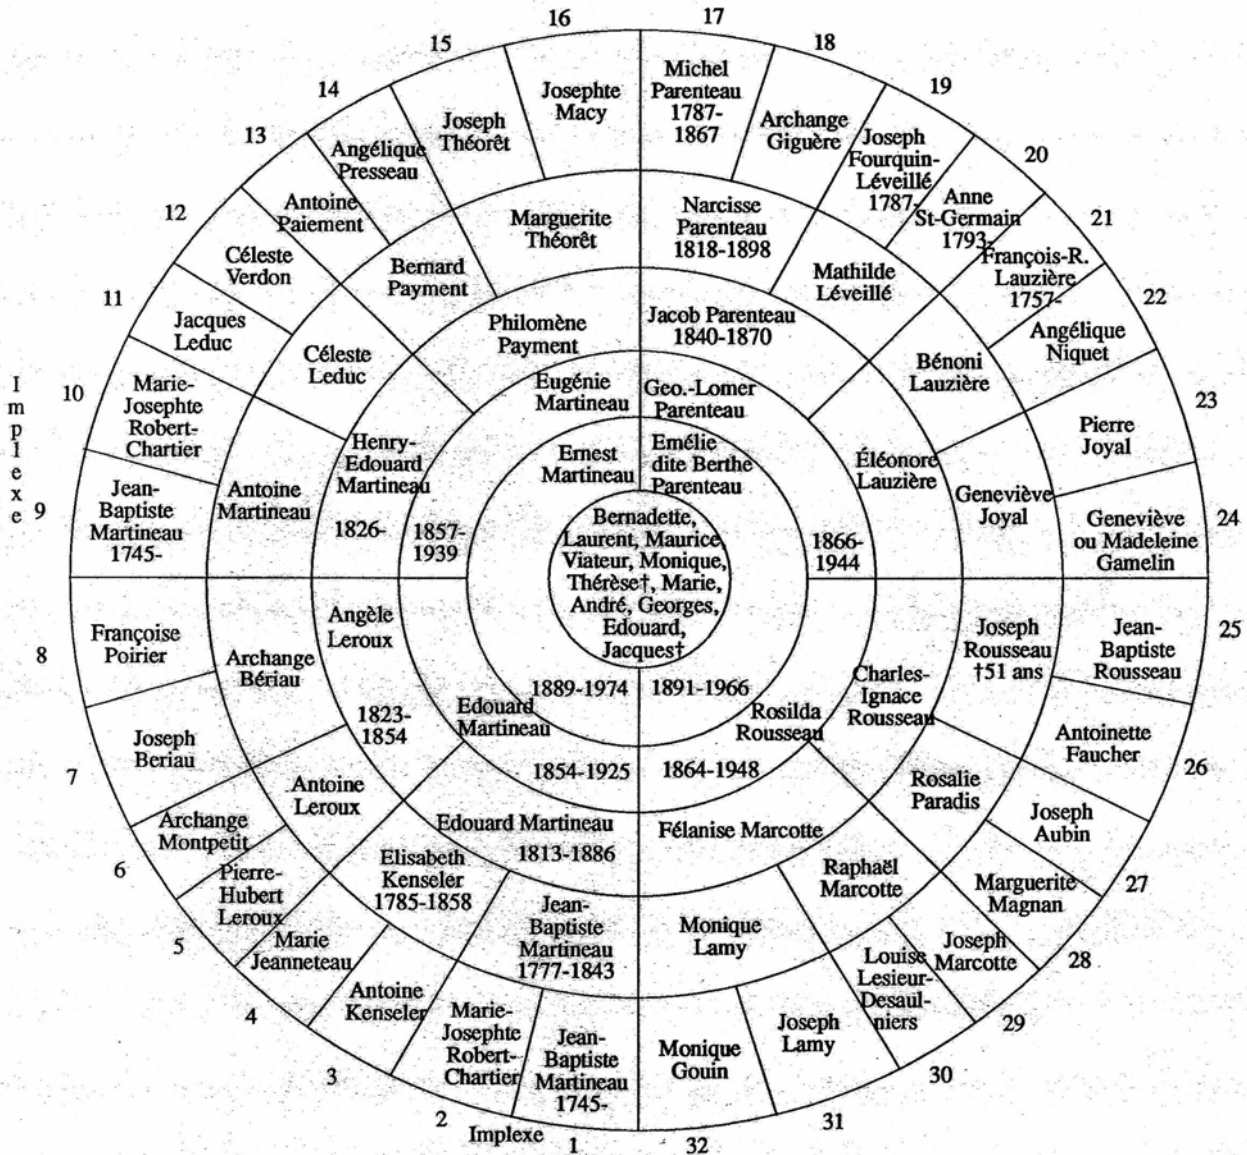 16
17
15
18
14
19
13
20
12
21
11
22
10
23
9
24
8
25
7
26
6
27
5
28
4
29
3
30
2
31
1
32
I
m
p
l
e
x
e
Implexe
Josephte
Macy
Michel
Parenteau
1787-
1867
Joseph
Théorêt
Archange
Giguère
Angélique
Presseau
Joseph
Fourquin-
Léveillé
1787-
Antoine
Paiement
Anne
St-Germain
1793-
Céleste
Verdon
François-R.
Lauzière
1757-
Jacques
Leduc
Angélique
Niquet
Marie-
Josephte
Robert-
Chartier
Pierre
Joyal
Jean-
Baptiste
Martineau
1745-
Geneviève
ou Madeleine
Gamelin
Françoise
Poirier
Jean-
Baptiste
Rousseau
Joseph
Beriau
Antoinette
Faucher
Archange
Montpetit
Joseph
Aubin
Pierre-
Hubert
Leroux
Marguerite
Magnan
Marie
Jeanneteau
Joseph
Marcotte
Antoine
Kenseler
Louise
Lesieur-
Desaul-
niers
Marie-
Josephte
Robert-
Chartier
Joseph
Lamy
Jean-
Baptiste
Martineau
1745-
Monique
Gouin
Marguerite
Théorêt
Narcisse
Parenteau
1818-1898
Bernard
Payment
Mathilde
Léveillé
Céleste
Leduc
Bénoni
Lauzière
Antoine
Martineau
Geneviève
Joyal
Archange
Bériau
Joseph
Rousseau
†51 ans
Antoine
Leroux
Rosalie
Paradis
Elisabeth
Kenseler
1785-1858
Raphaël
Marcotte
Jean-
Baptiste
Martineau
1777-1843
Monique
Lamy
Philomène
Payment
Jacob Parenteau
1840-1870
Henry-
Edouard
Martineau
1826-
Éléonore
Lauzière
Angèle
Leroux
1823-
1854
Charles-
Ignace
Rousseau
Edouard Martineau
1813-1886
Félanise Marcotte
Eugénie
Martineau
1857-
1939
Geo.-Lomer
Parenteau
1866-
1944
Edouard
Martineau
1854-1925
Rosilda
Rousseau
1864-1948
Ernest
Martineau
1889-1974
Emélie
dite Berthe
Parenteau
1891-1966
Bernadette,
Laurent, Maurice,
Viateur, Monique,
Thérèse†, Marie,
André, Georges,
Edouard,
Jacques†